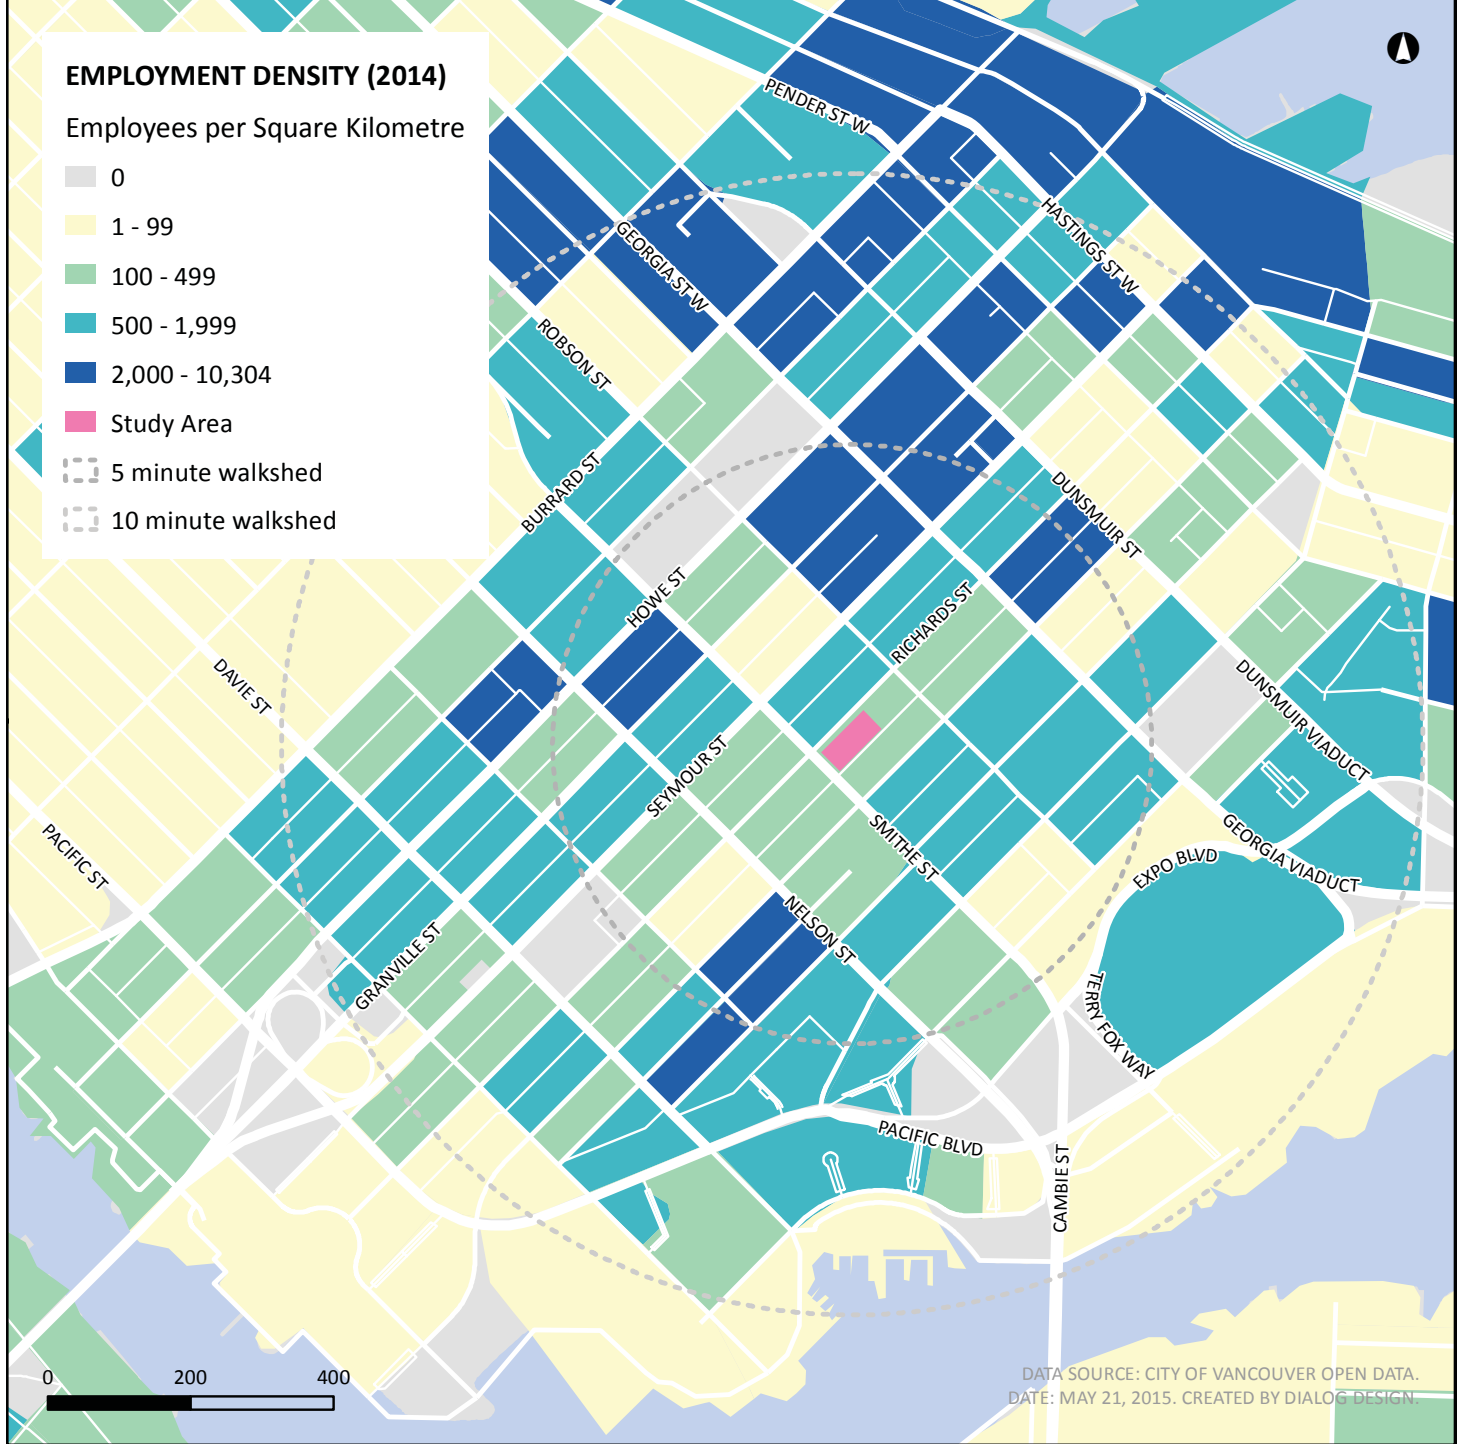 EMPLOYMENT DENSITY (2014)
Employees per Square Kilometre
0
1 - 99
100 - 499
500 - 1,999
2,000 - 10,304
Study Area
5 minute walkshed
10 minute walkshed
PENDER ST W
HASTINGS ST W
GEORGIA ST W
ROBSON ST
BURRARD ST
DUNSMUIR ST
HOWE ST
RICHARDS ST
DAVIE ST
DUNSMUIR VIADUCT
SEYMOUR ST
PACIFIC ST
SMITHE ST
GEORGIA VIADUCT
EXPO BLVD
NELSON ST
GRANVILLE ST
TERRY FOX WAY
PACIFIC BLVD
CAMBIE ST
0 200 400
DATA SOURCE: CITY OF VANCOUVER OPEN DATA.
DATE: MAY 21, 2015. CREATED BY DIALOG DESIGN.